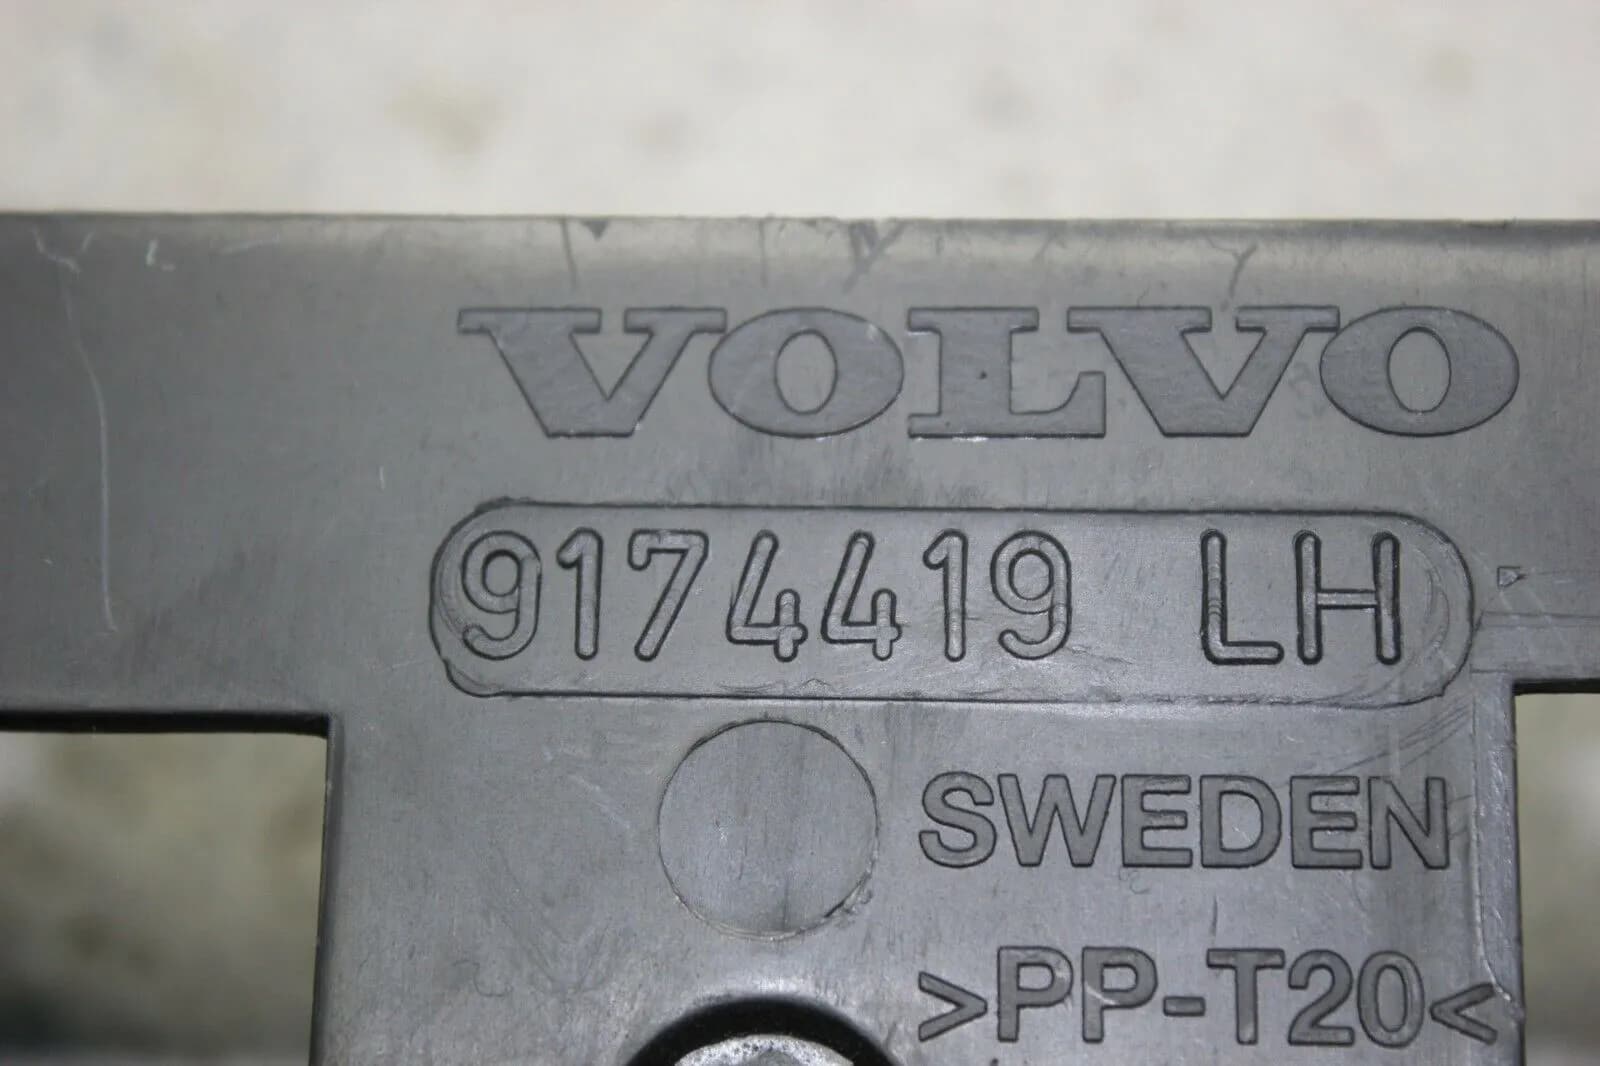 VOLVO
9174419 LH
SWEDEN
>PP-T20<